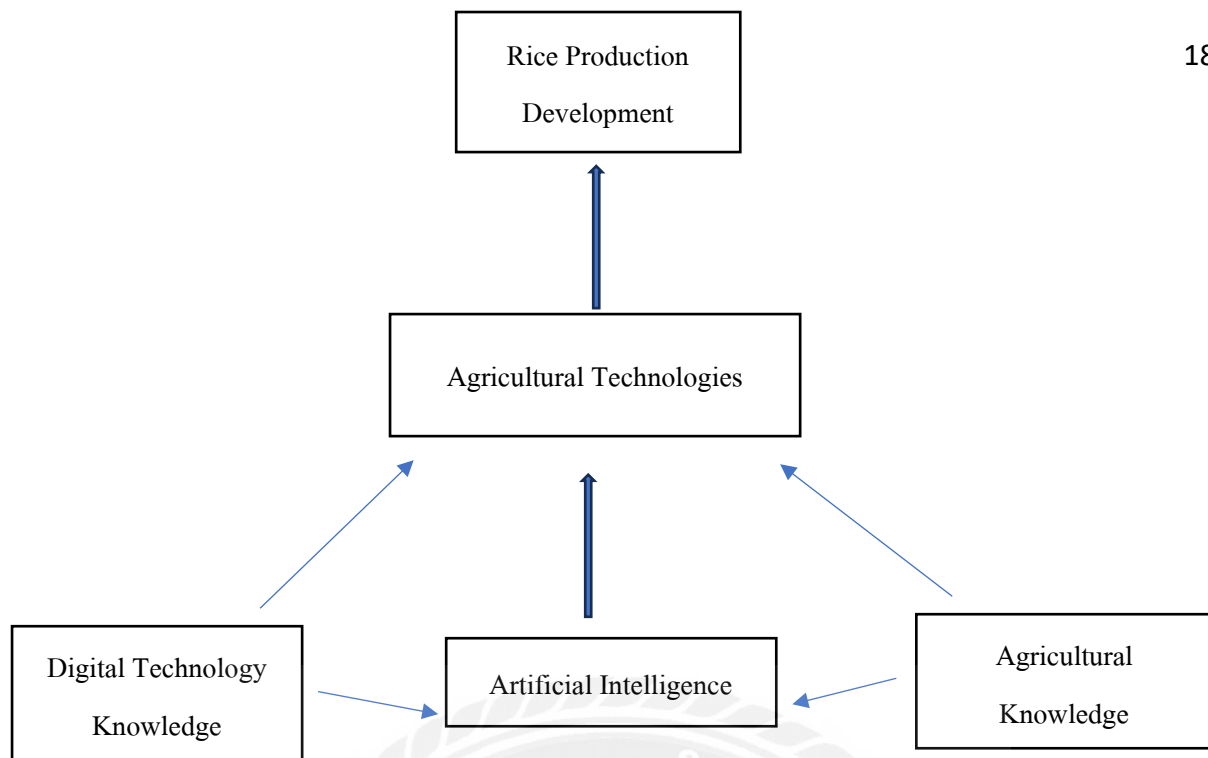 18
Rice Production
Development
Agricultural Technologies
Digital Technology
Knowledge
Artificial Intelligence
Agricultural
Knowledge